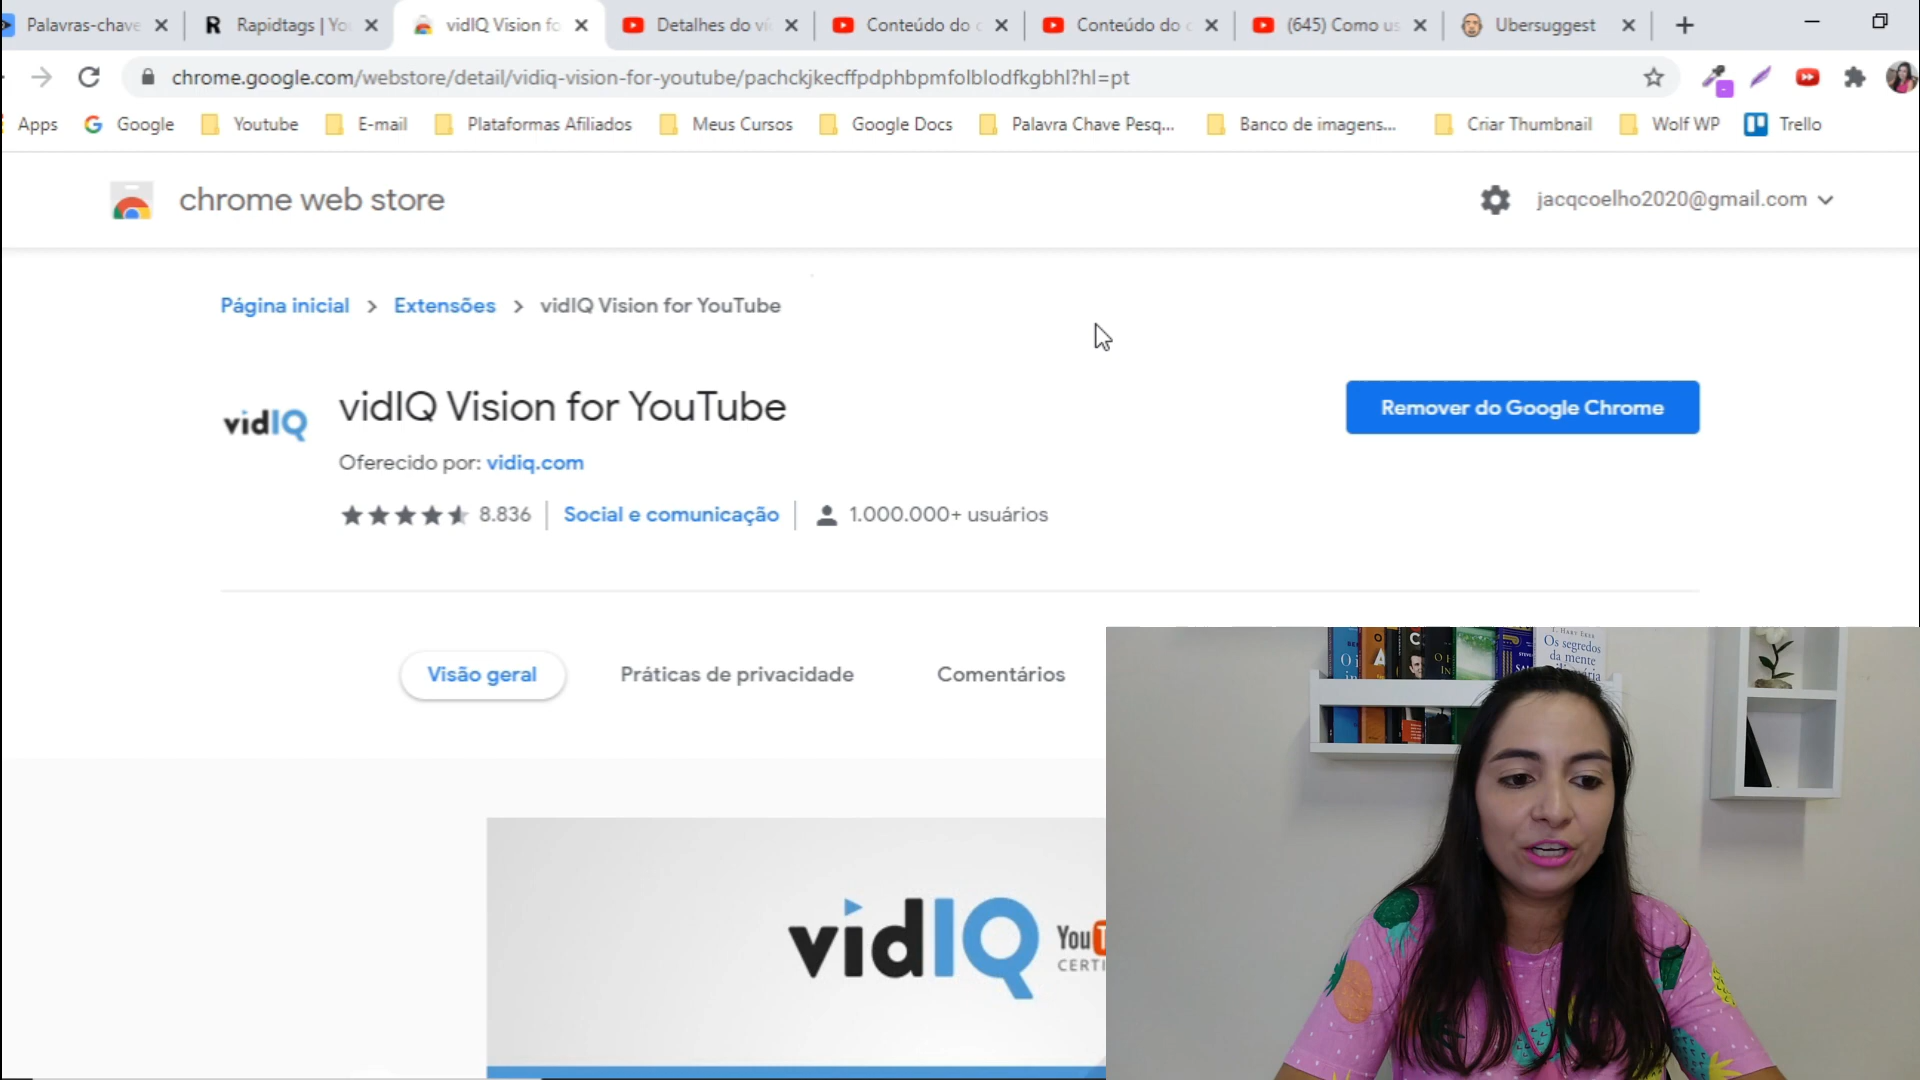 Palavras-chave
Rapidtags | Yo
vidIQ Vision fo
Detalhes do ví
Conteúdo do c
Conteúdo do c
(645) Como us
Ubersuggest
chrome.google.com/webstore/detail/vidiq-vision-for-youtube/pachckjkecffpdphbpmfolblodfkgbhl?hl=pt
Apps
Google
Youtube
E-mail
Plataformas Afiliados
Meus Cursos
Google Docs
Palavra Chave Pesq...
Banco de imagens...
Criar Thumbnail
Wolf WP
Trello
chrome web store
jacqcoelho2020@gmail.com
Página inicial > Extensões > vidIQ Vision for YouTube
vidIQ
vidIQ Vision for YouTube
Remover do Google Chrome
Oferecido por: vidiq.com
8.836
Social e comunicação
1.000.000+ usuários
Visão geral
Práticas de privacidade
Comentários
vidIQ
YouT
CERTI
T. Harv Eker
Os segredos
da mente